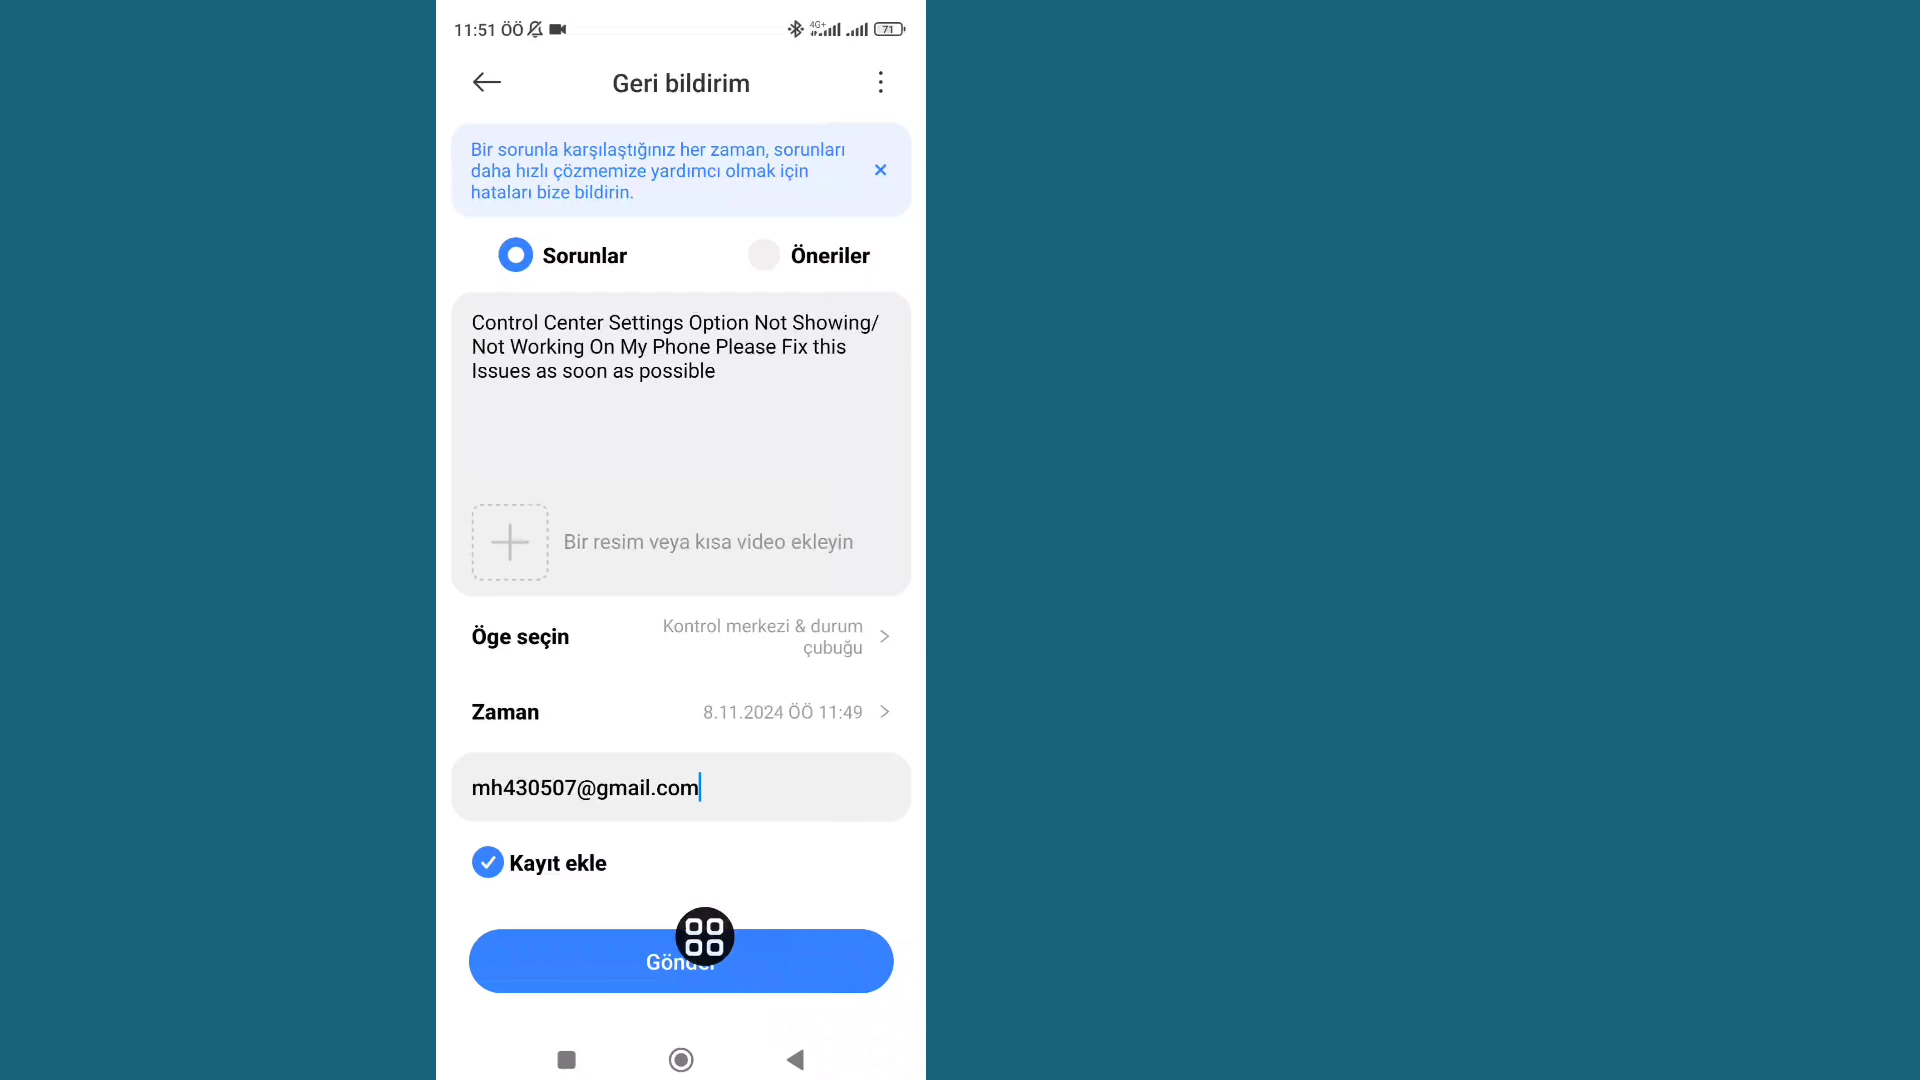 11:51 ÖÖ
4G+
71
Geri bildirim
Bir sorunla karşılaştığınız her zaman, sorunları
daha hızlı çözmemize yardımcı olmak için
hataları bize bildirin.
Sorunlar
Öneriler
Control Center Settings Option Not Showing/
Not Working On My Phone Please Fix this
Issues as soon as possible
Bir resim veya kısa video ekleyin
Öge seçin
Kontrol merkezi & durum
çubuğu
Zaman
8.11.2024 ÖÖ 11:49
mh430507@gmail.com
Kayıt ekle